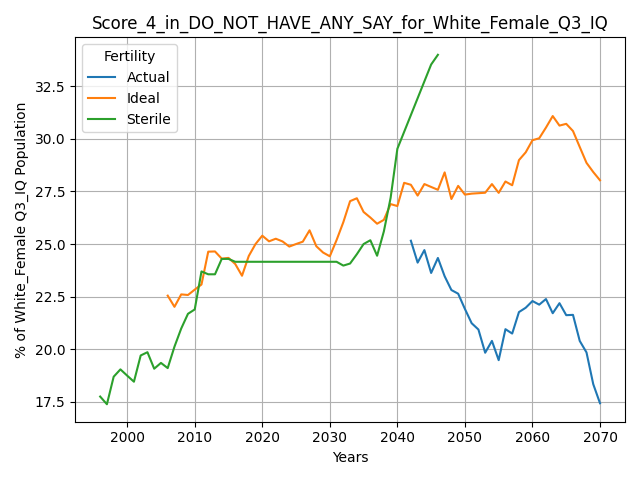 Score_4_in_DO_NOT_HAVE_ANY_SAY_for_White_Female_Q3_IQ
Fertility
Actual
Ideal
Sterile
% of White_Female Q3_IQ Population
32.5
30.0
27.5
25.0
22.5
20.0
17.5
2000 2010 2020 2030 2040 2050 2060 2070
Years